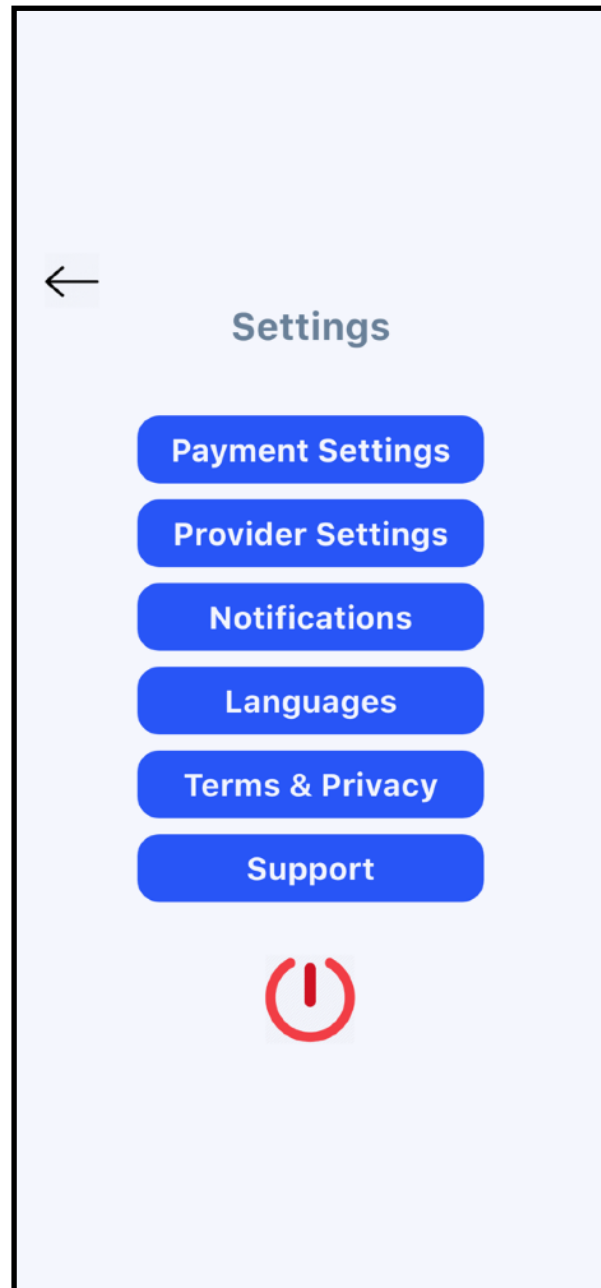 Settings
Payment Settings
Provider Settings
Notifications
Languages
Terms & Privacy
Support